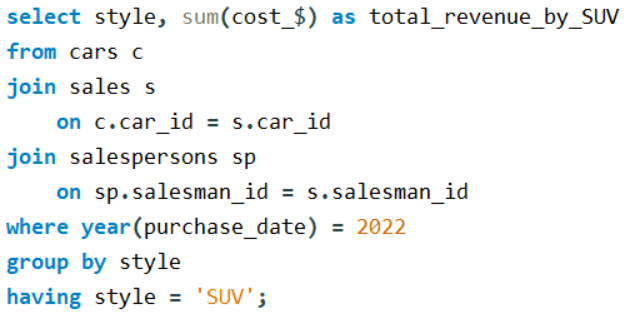 select style, sum(cost_$) as total_revenue_by_SUV
from cars c
join sales s
    on c.car_id = s.car_id
join salespersons sp
    on sp.salesman_id = s.salesman_id
where year(purchase_date) = 2022
group by style
having style = 'SUV';